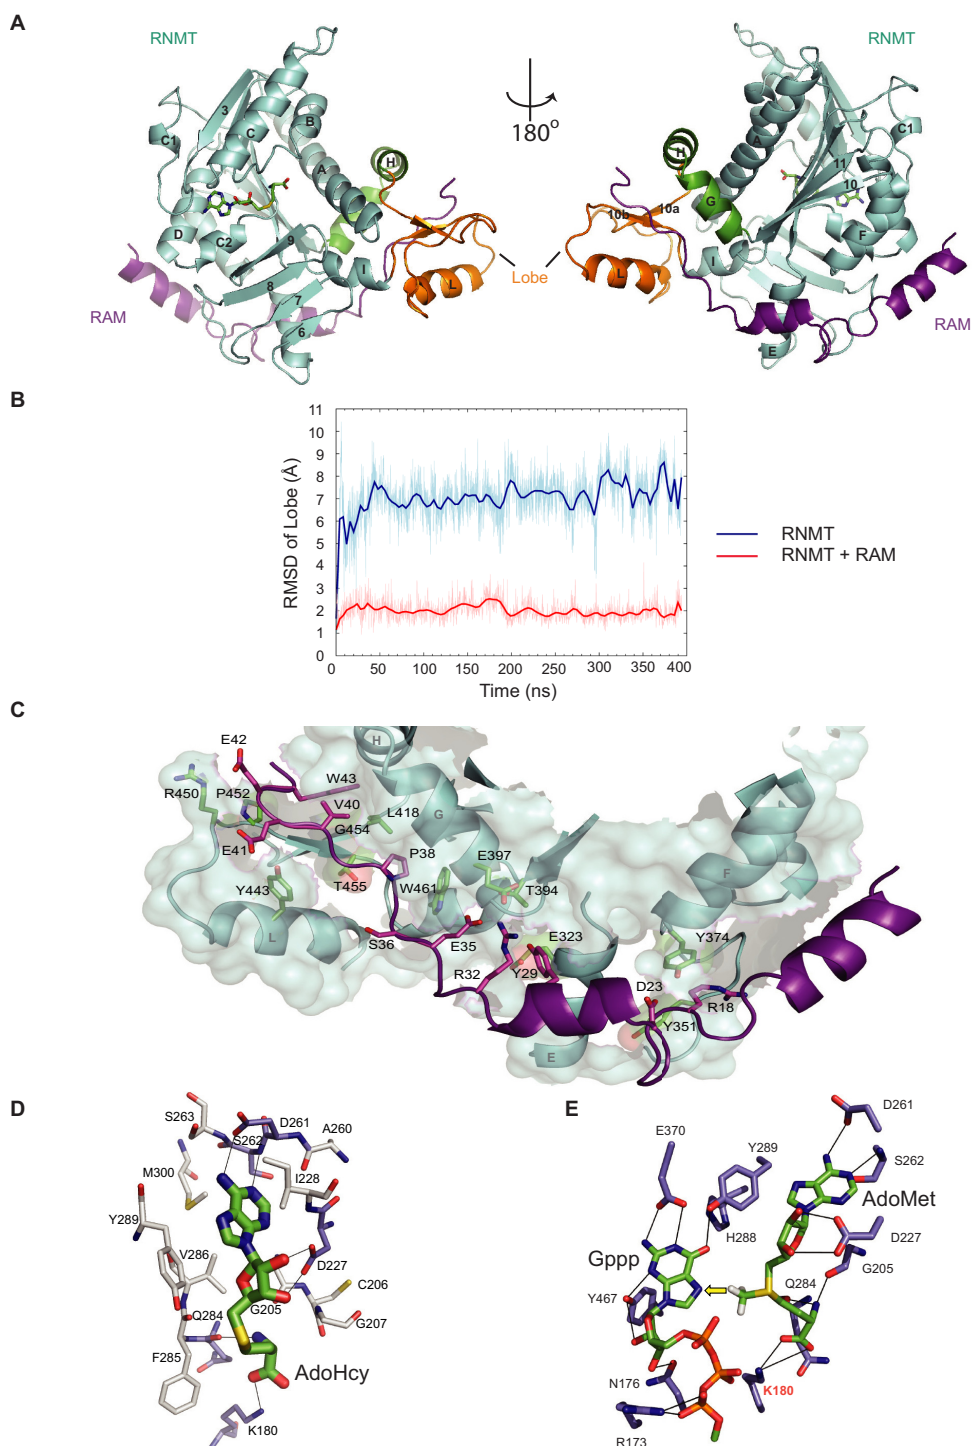 A
RNMT
RNMT
3
B
C
C1
A
H
D
C2
9
I
8
7
6
L
RAM
Lobe
180°
H
A
C1
11
10
G
10b
10a
F
I
L
E
RAM
B
11
10
9
8
7
6
5
4
3
2
1
0
RMSD of Lobe (Å)
0 50 100 150 200 250 300 350 400
Time (ns)
RNMT
RNMT + RAM
C
E42
H
R450
P452
W43
V40
G454
L418
G
E41
P38
E397
F
T455
W461
T394
Y443
L
S36
E35
E323
Y374
R32
Y29
D23
R18
Y351
E
D
S263
D261
S262
A260
M300
I228
Y289
V286
D227
C206
G205
Q284
G207
F285
AdoHcy
K180
E
D261
E370
Y289
S262
AdoMet
H288
D227
Gppp
G205
Q284
Y467
N176
K180
R173